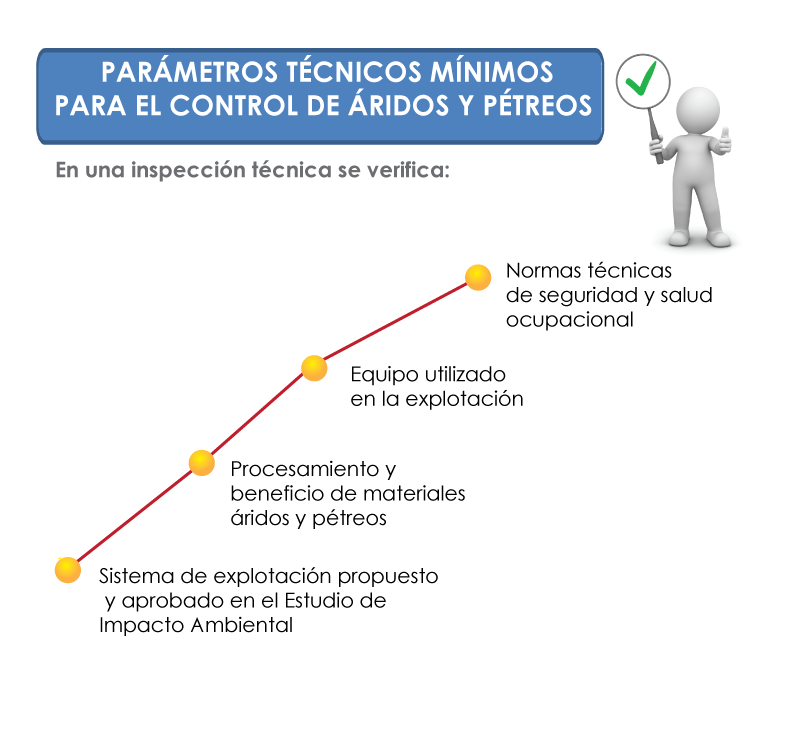 PARÁMETROS TÉCNICOS MÍNIMOS
PARA EL CONTROL DE ÁRIDOS Y PÉTREOS
En una inspección técnica se verifica:
Normas técnicas
de seguridad y salud
ocupacional
Equipo utilizado
en la explotación
Procesamiento y
beneficio de materiales
áridos y pétreos
Sistema de explotación propuesto
y aprobado en el Estudio de
Impacto Ambiental